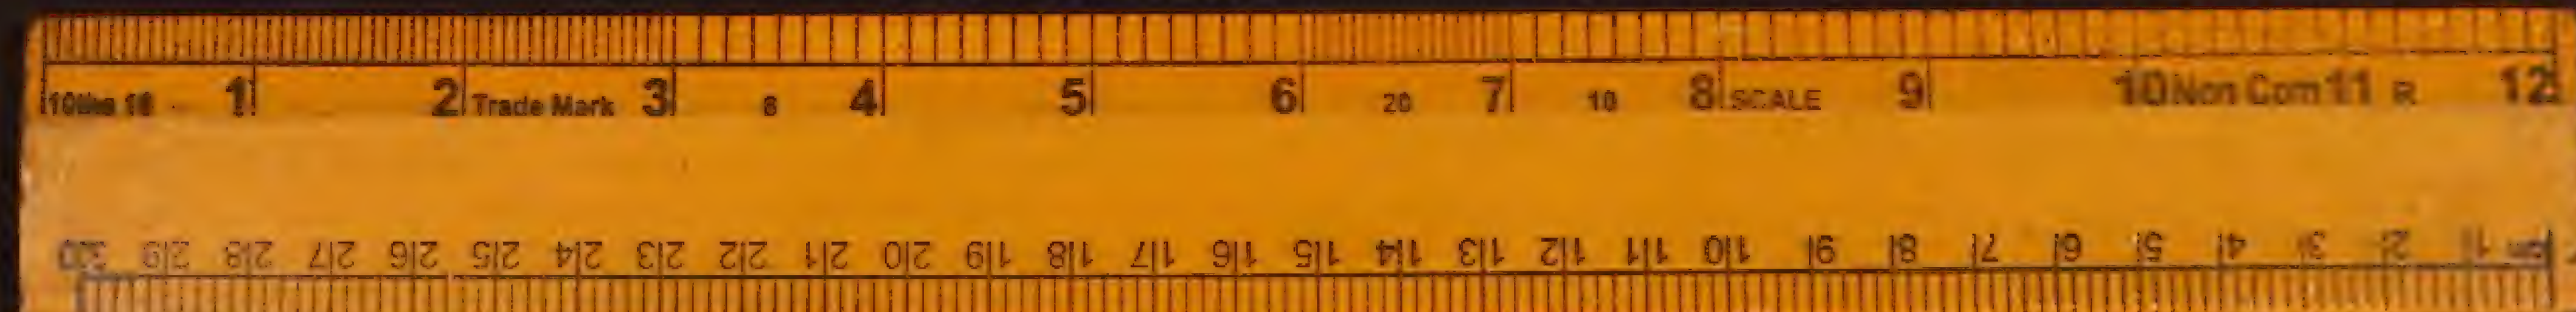 10ths 16 1 2 Trade Mark 3 8 4 5 6 20 7 10 8 SCALE 9 10 Non Com 11 R 12
cm 1 2 3 4 5 6 7 8 9 10 11 12 13 14 15 16 17 18 19 20 21 22 23 24 25 26 27 28 29 30